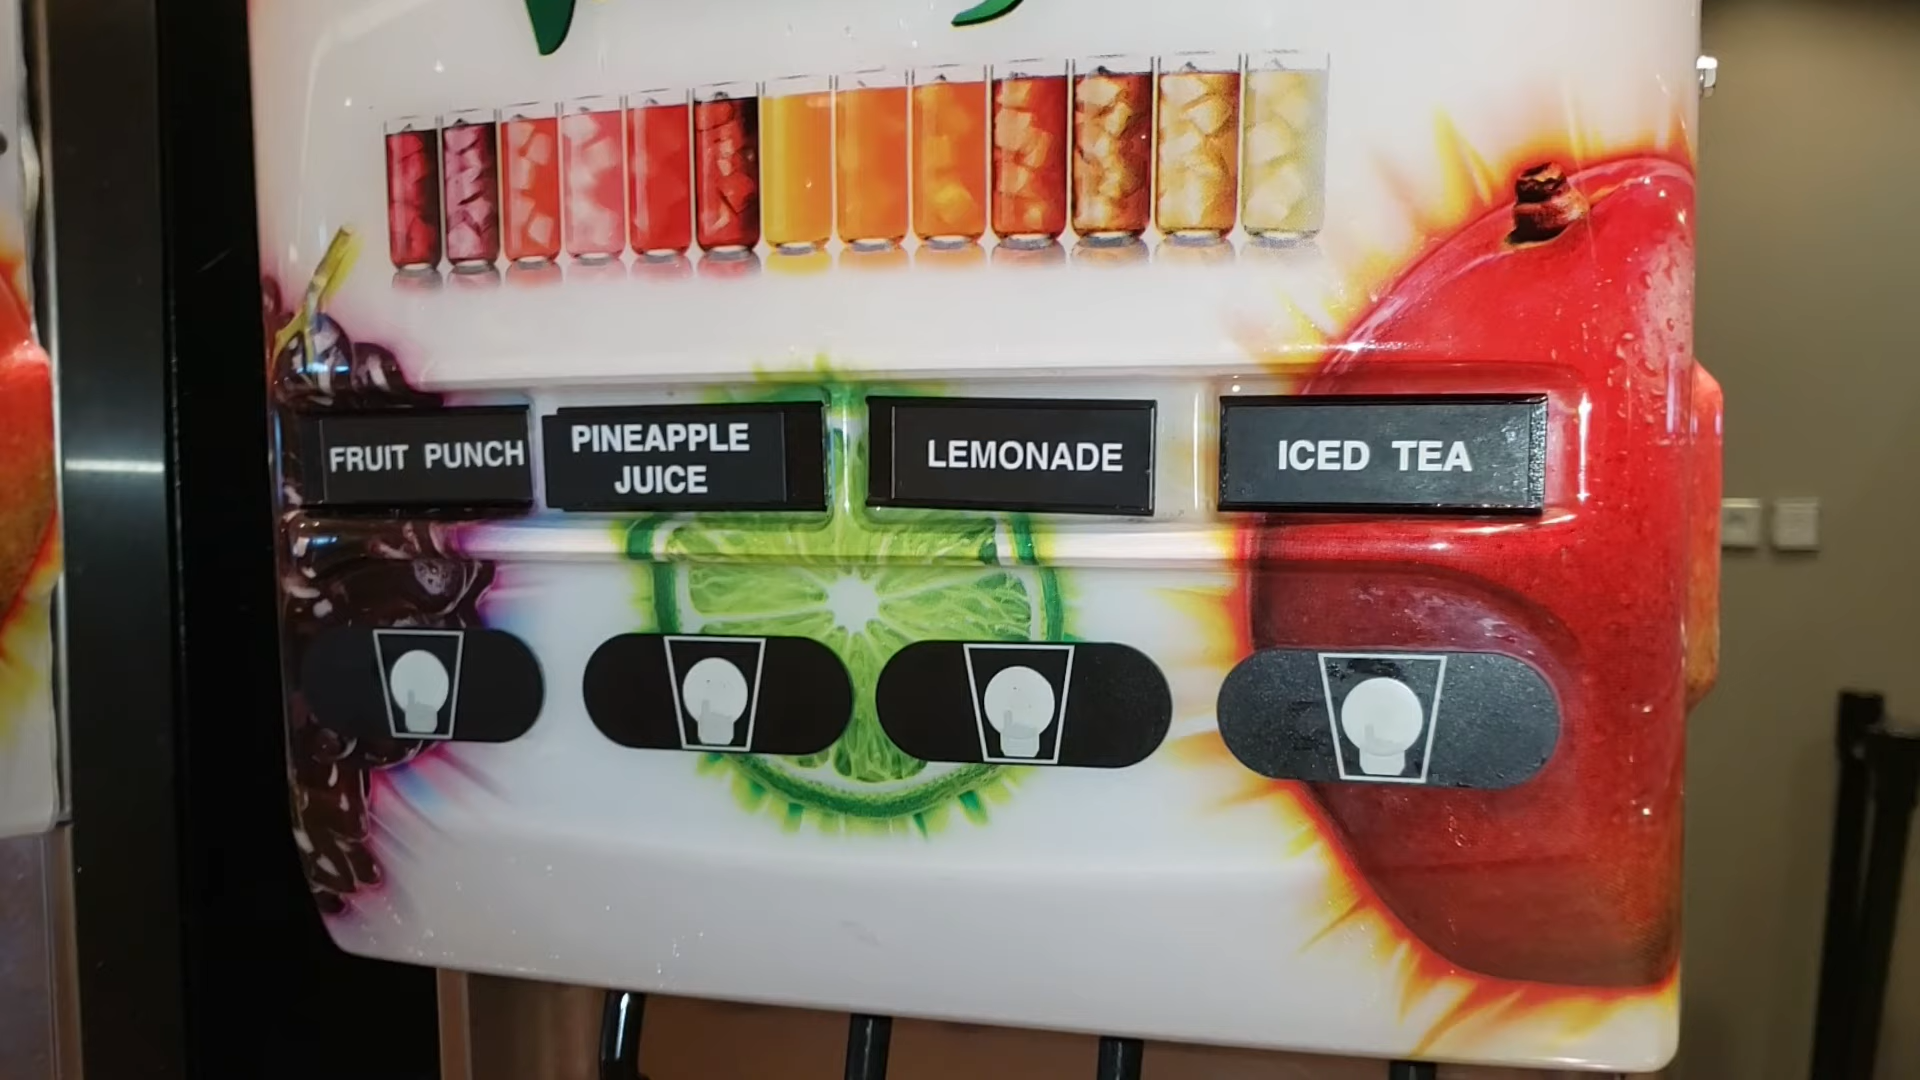 FRUIT PUNCH
PINEAPPLE
JUICE
LEMONADE
ICED TEA